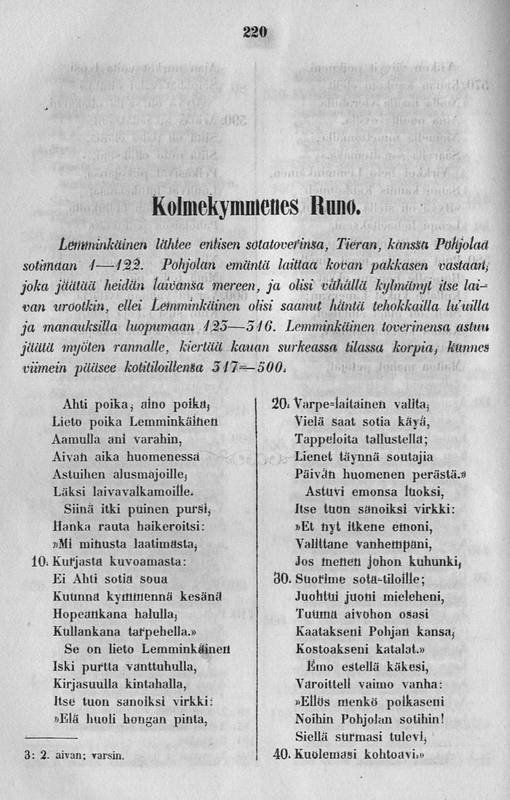 220
Kolmekymmenes Runo.
Lemminkäinen lähtee entisen sotatoverinsa, Tieran, kanssa Pohjolaa
sotimaan 1—122. Pohjolan emäntä laittaa kovan pakkasen vastaan,
joka jäätää heidän laivansa mereen, ja olisi vähällä kylmänyt itse lai-
van urootkin, ellei Lemminkäinen olisi saanut häntä tehokkailla lu'uilla
ja manauksilla luopumaan 123—316. Lemminkäinen toverinensa astuu
jäätä myöten rannalle, kiertää kauan surkeassa tilassa korpia, kunnes
viimein pääsee kotitiloillensa 317—500.
Ahti poika, aino poika,
Lieto poika Lemminkäinen
Aamulla ani varahin,
Aivan aika huomenessa
Astuihen alusmajoille,
Läksi laivavalkamoille.
Siinä itki puinen pursi,
Hanka rauta haikeroitsi:
»Mi minusta laatimasta,
10. Kurjasta kuvoamasta:
Ei Ahti sotia soua
Kuunna kymmennä kesänä
Hopeankana halulla,
Kullankana tarpehella.»
Se on lieto Lemminkäinen
Iski purtta vanttuhulla,
Kirjasuulla kintahalla,
Itse tuon sanoiksi virkki:
»Elä huoli hongan pinta,
3: 2. aivan; varsin.
20. Varpe-laitainen valita,
Vielä saat sotia käyä,
Tappeloita tallustella;
Lienet täynnä soutajia
Päivän huomenen perästä.»
Astuvi emonsa luoksi,
Itse tuon sanoiksi virkki:
»Et nyt itkene emoni,
Valittane vanhempani,
Jos menen johon kuhunki,
30. Suorime sota-tiloille;
Juohtui juoni mieleheni,
Tuuma aivohon osasi
Kaatakseni Pohjan kansa,
Kostoakseni katalat.»
Emo estellä käkesi,
Varoitteli vaimo vanha:
»Ellös menkö poikaseni
Noihin Pohjolan sotihin!
Siellä surmasi tulevi,
40. Kuolemasi kohtoavi.»